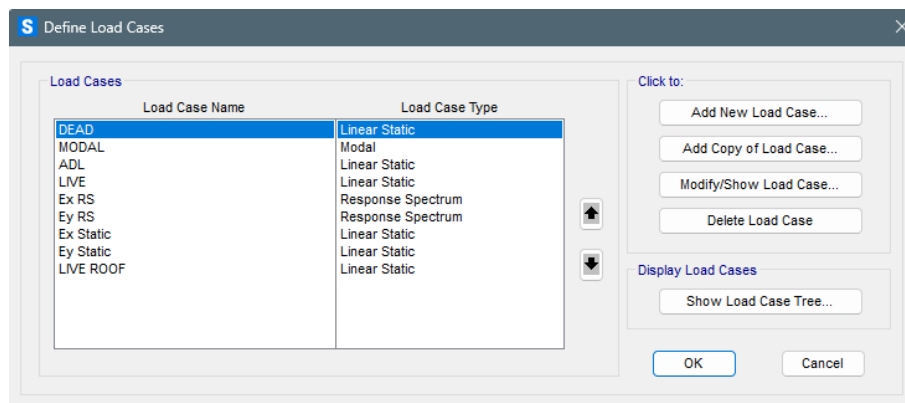 S Define Load Cases
Load Cases
Click to:
Load Case Name Load Case Type
DEAD Linear Static
MODAL Modal
ADL Linear Static
LIVE Linear Static
Ex RS Response Spectrum
Ey RS Response Spectrum
Ex Static Linear Static
Ey Static Linear Static
LIVE ROOF Linear Static
Add New Load Case...
Add Copy of Load Case...
Modify/Show Load Case...
Delete Load Case
Display Load Cases
Show Load Case Tree...
OK Cancel